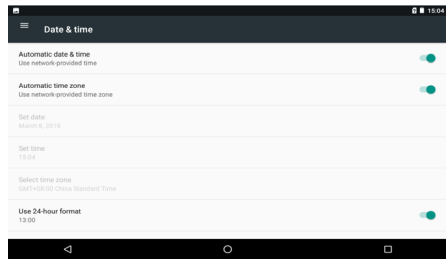 15:04
Date & time
Automatic date & time
Use network-provided time
Automatic time zone
Use network-provided time zone
Set date
March 8, 2018
Set time
15:04
Select time zone
GMT+08:00 China Standard Time
Use 24-hour format
13:00